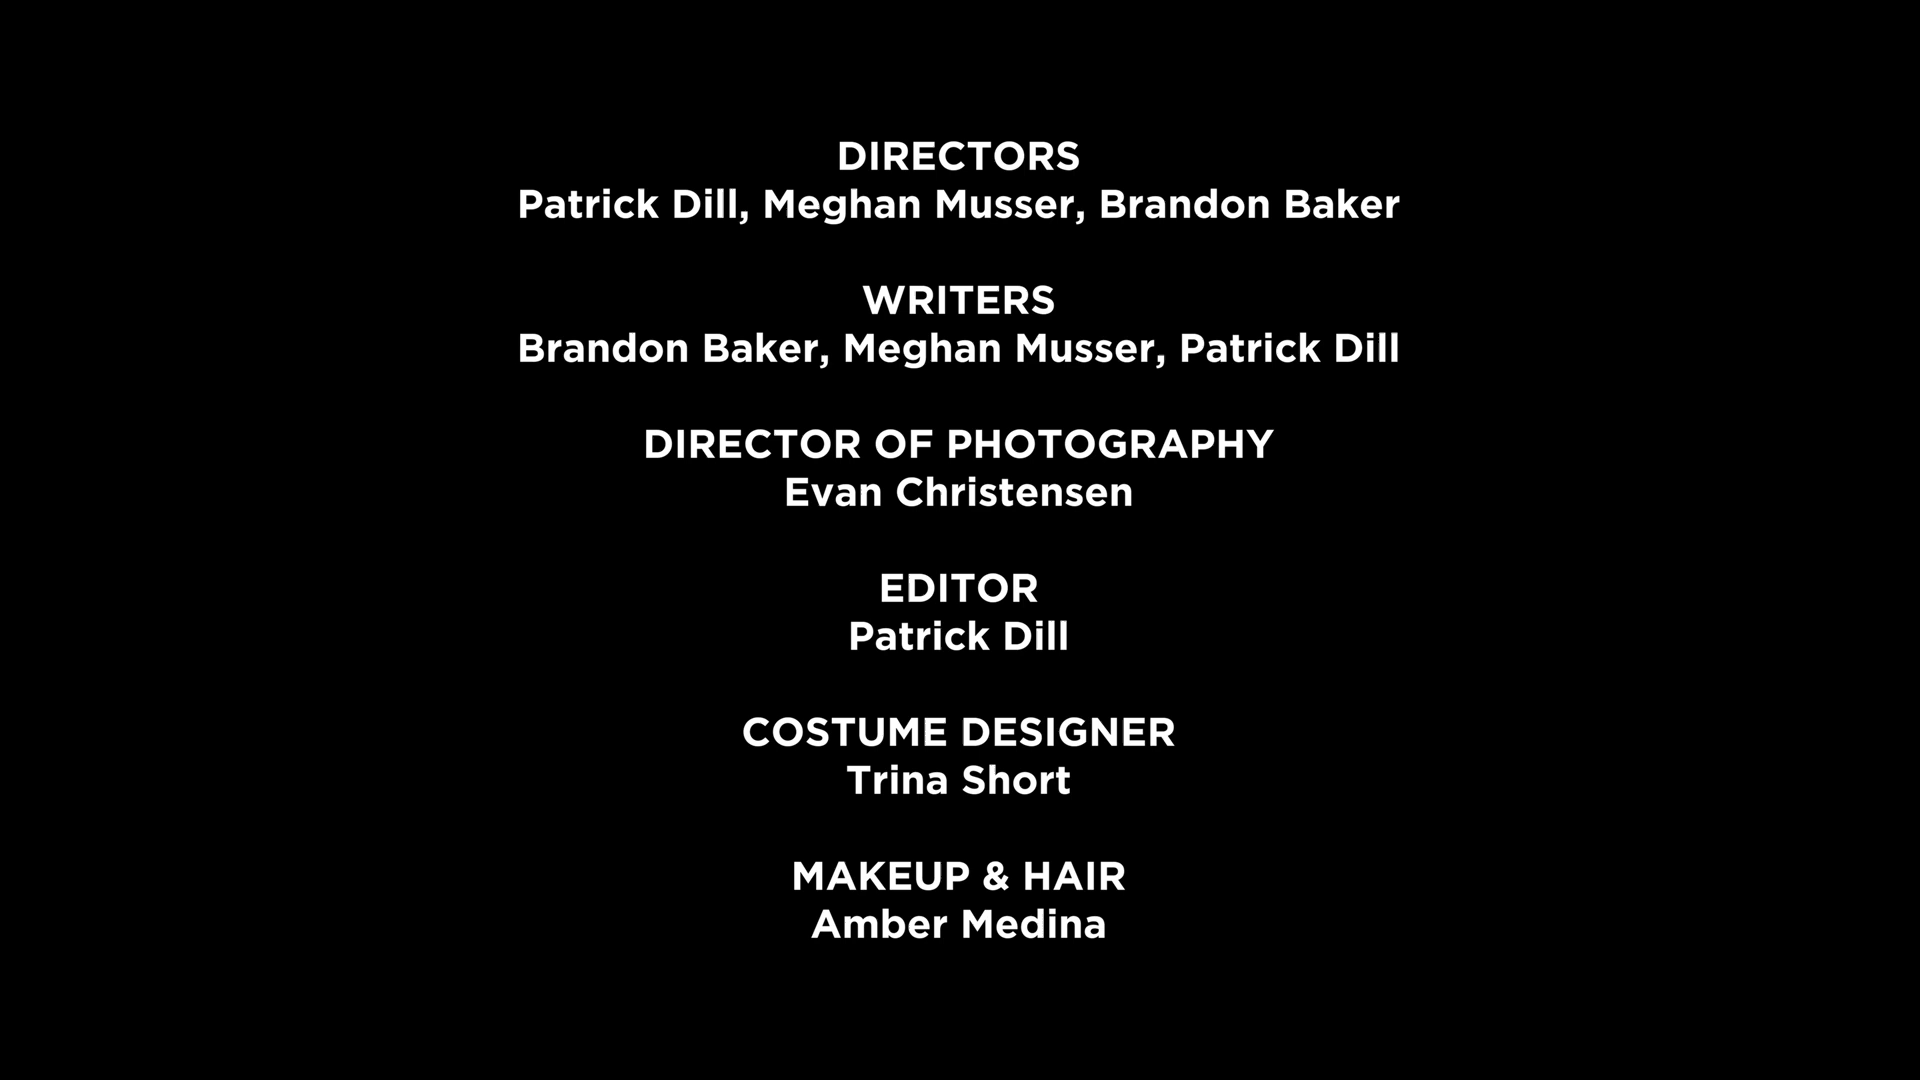 DIRECTORS
Patrick Dill, Meghan Musser, Brandon Baker
WRITERS
Brandon Baker, Meghan Musser, Patrick Dill
DIRECTOR OF PHOTOGRAPHY
Evan Christensen
EDITOR
Patrick Dill
COSTUME DESIGNER
Trina Short
MAKEUP & HAIR
Amber Medina